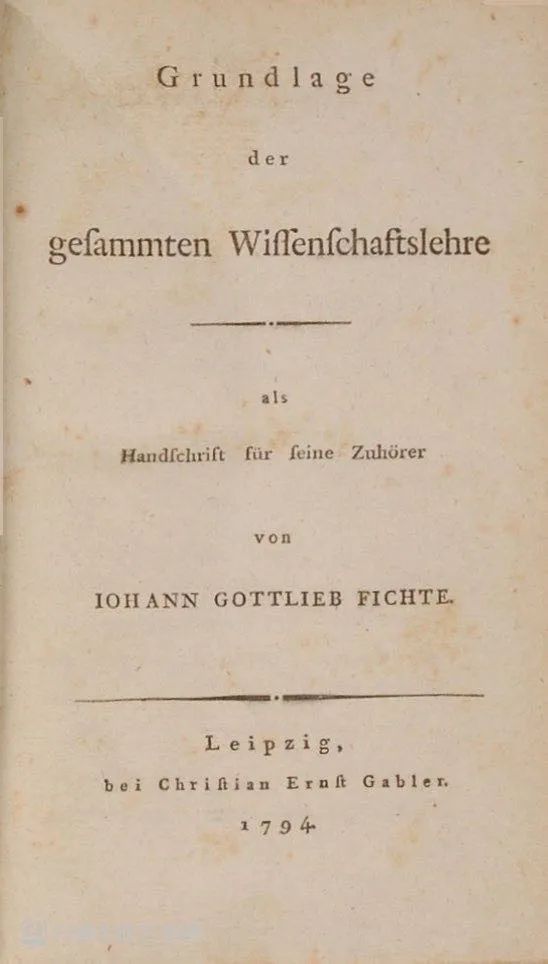 Grundlage
der
geſammten Wiſſenſchaftslehre
als
Handſchrift für ſeine Zuhörer
von
IOHANN GOTTLIEB FICHTE.
Leipzig,
bei Chriſtian Ernſt Gabler.
1794